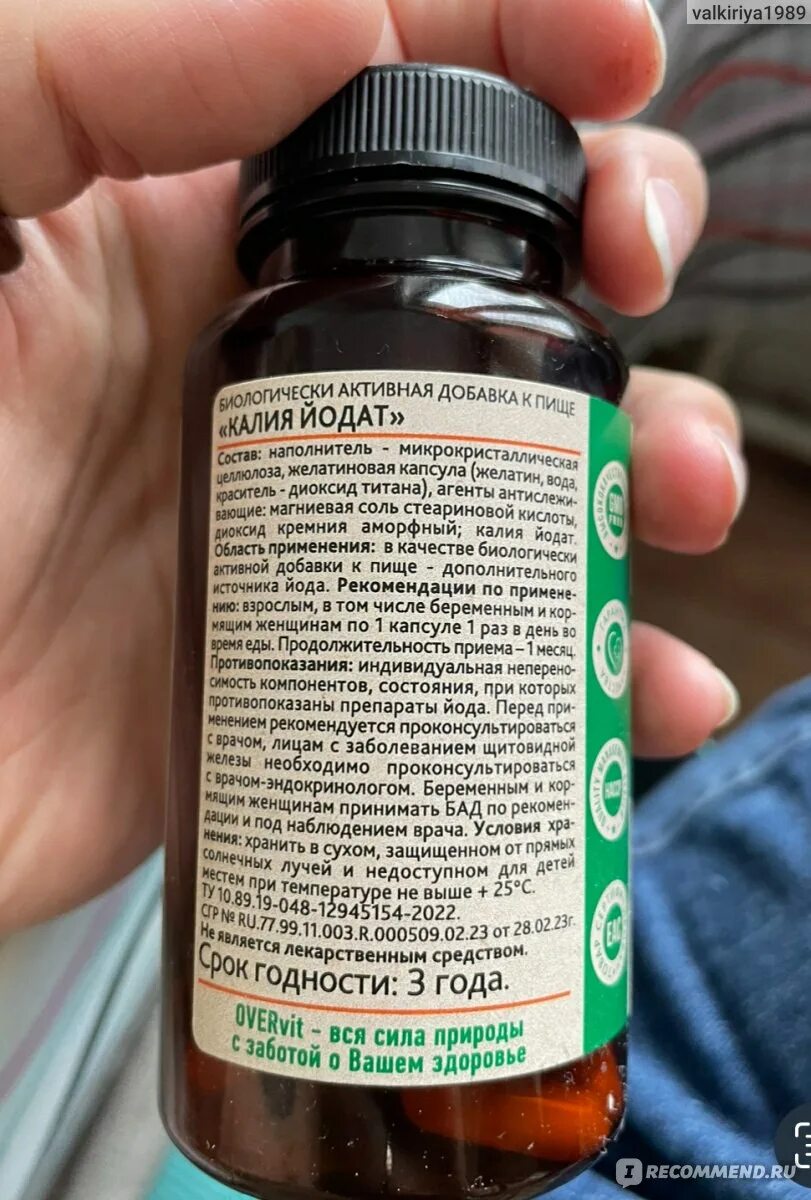 valkiriya1989
БИОЛОГИЧЕСКИ АКТИВНАЯ ДОБАВКА К ПИЩЕ
«КАЛИЯ ЙОДАТ»
Состав: наполнитель - микрокристаллическая
целлюлоза, желатиновая капсула (желатин, вода,
краситель - диоксид титана), агенты антислежи-
вающие: магниевая соль стеариновой кислоты,
диоксид кремния аморфный; калия йодат.
Область применения: в качестве биологически
активной добавки к пище - дополнительного
источника йода. Рекомендации по примене-
нию: взрослым, в том числе беременным и кор-
мящим женщинам по 1 капсуле 1 раз в день во
время еды. Продолжительность приема – 1 месяц.
Противопоказания: индивидуальная неперено-
симость компонентов, состояния, при которых
противопоказаны препараты йода. Перед при-
менением рекомендуется проконсультироваться
с врачом, лицам с заболеванием щитовидной
железы необходимо проконсультироваться
с врачом-эндокринологом. Беременным и кор-
мящим женщинам принимать БАД по рекомен-
дации и под наблюдением врача. Условия хра-
нения: хранить в сухом, защищенном от прямых
солнечных лучей и недоступном для детей
местем при температуре не выше + 25°С.
ТУ 10.89.19-048-12945154-2022.
СГР № RU.77.99.11.003.R.000509.02.23 от 28.02.23г.
Не является лекарственным средством.
Срок годности: 3 года.
OVERvit – вся сила природы
с заботой о Вашем здоровье
GMO
FREE
HACCP
EAC
IRECOMMEND.RU